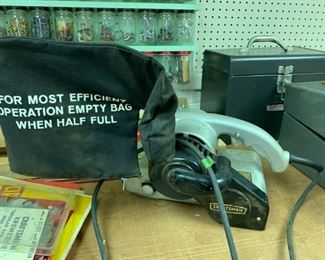 FOR MOST EFFICIENT
OPERATION EMPTY BAG
WHEN HALF FULL
CRAFTSMAN